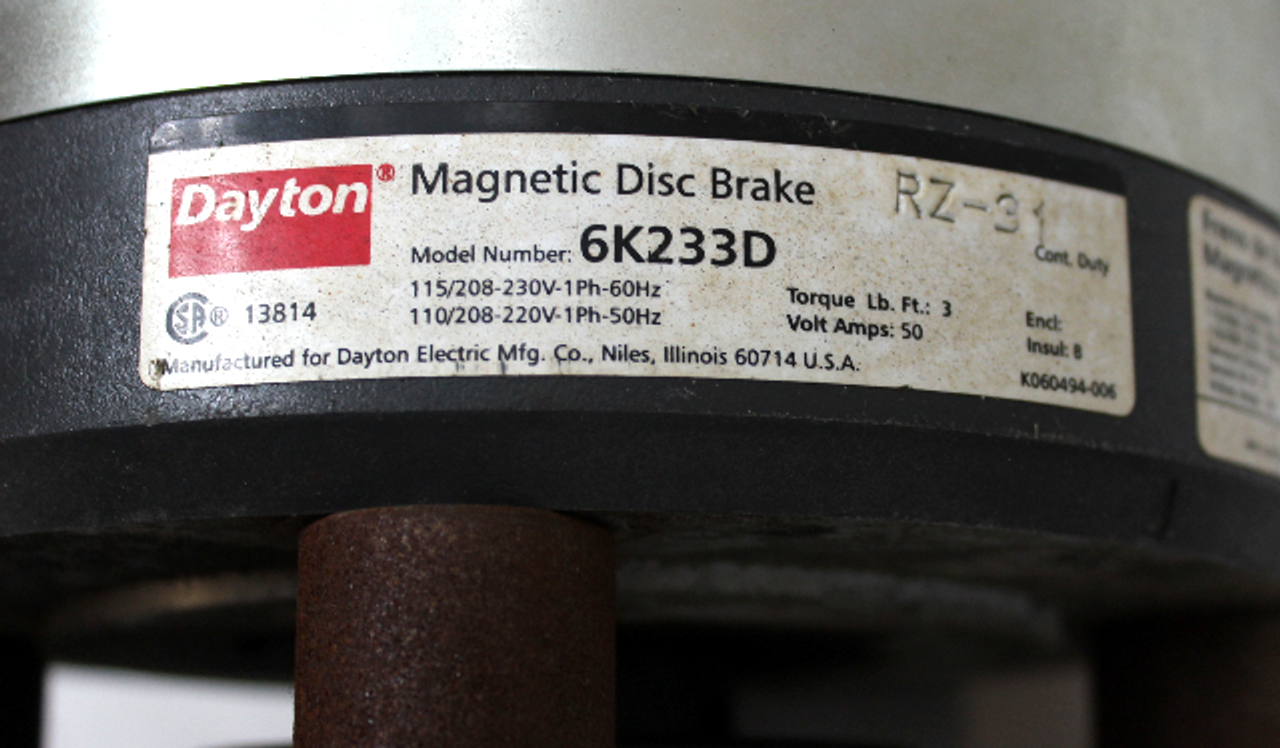 Dayton® Magnetic Disc Brake RZ-31
Model Number: 6K233D Cont. Duty
115/208-230V-1Ph-60Hz Torque Lb. Ft.: 3
SA® 13814 110/208-220V-1Ph-50Hz Volt Amps: 50 Encl:
Insul: B
Manufactured for Dayton Electric Mfg. Co., Niles, Illinois 60714 U.S.A.
K060494-006